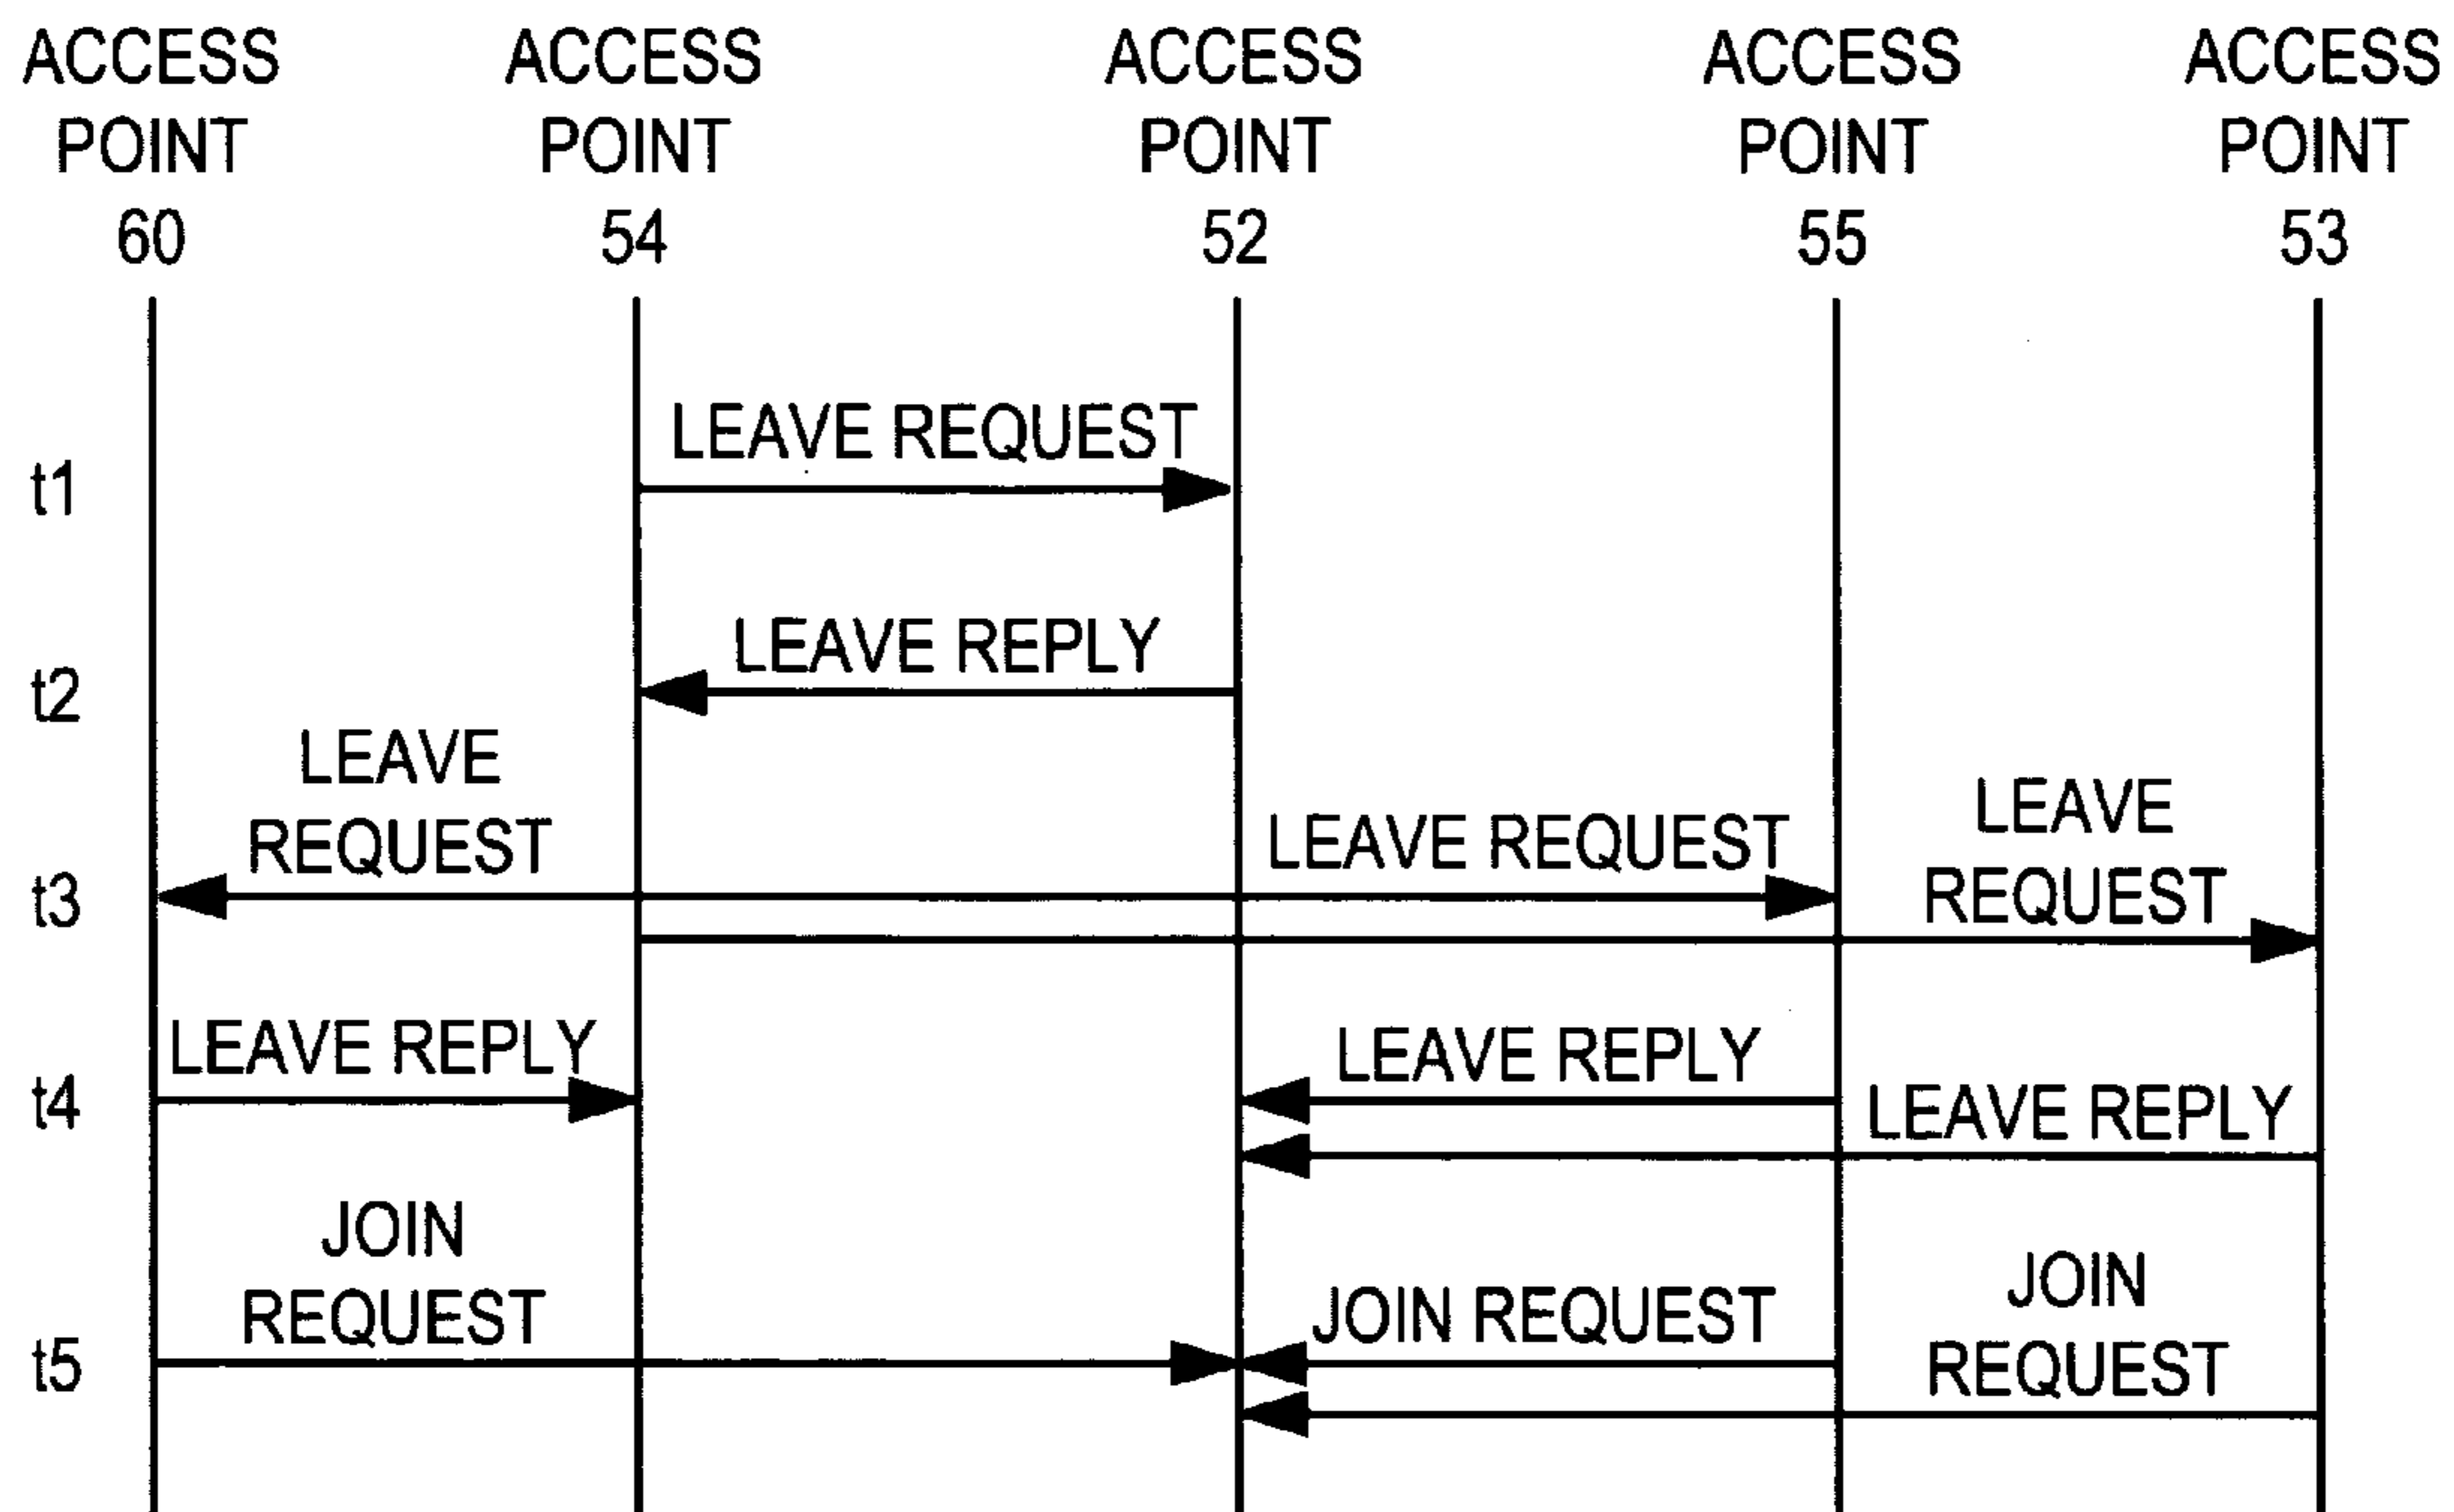 ACCESS POINT 60
ACCESS POINT 54
ACCESS POINT 52
ACCESS POINT 55
ACCESS POINT 53
LEAVE REQUEST
t1
LEAVE REPLY
t2
LEAVE
REQUEST
LEAVE REQUEST
LEAVE
REQUEST
t3
LEAVE REPLY
LEAVE REPLY
LEAVE REPLY
t4
JOIN
REQUEST
JOIN REQUEST
JOIN
REQUEST
t5